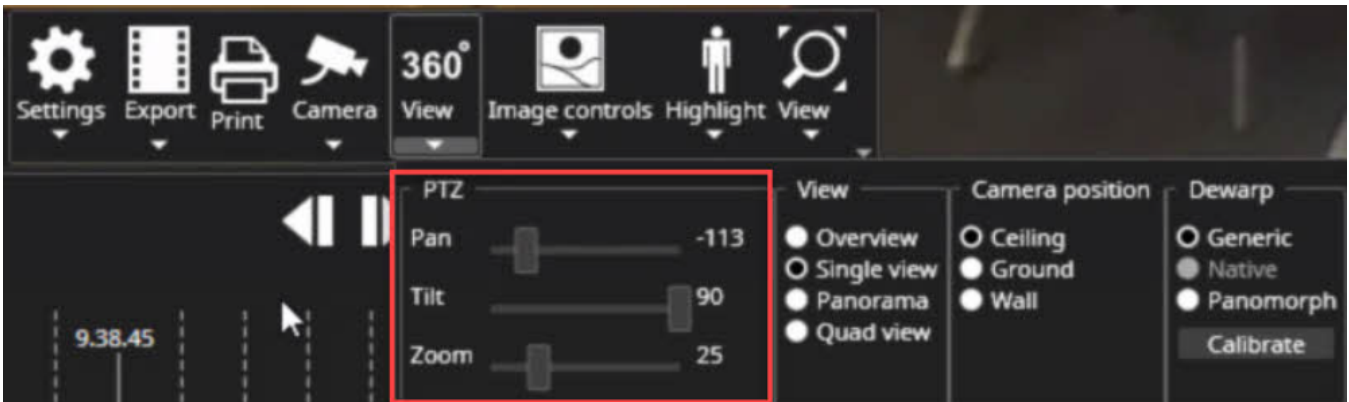 Settings
Export
Print
Camera
360°
View
Image controls
Highlight
View
PTZ
Pan -113
Tilt 90
Zoom 25
View
Overview
Single view
Panorama
Quad view
Camera position
Ceiling
Ground
Wall
Dewarp
Generic
Native
Panomorph
Calibrate
9.38.45